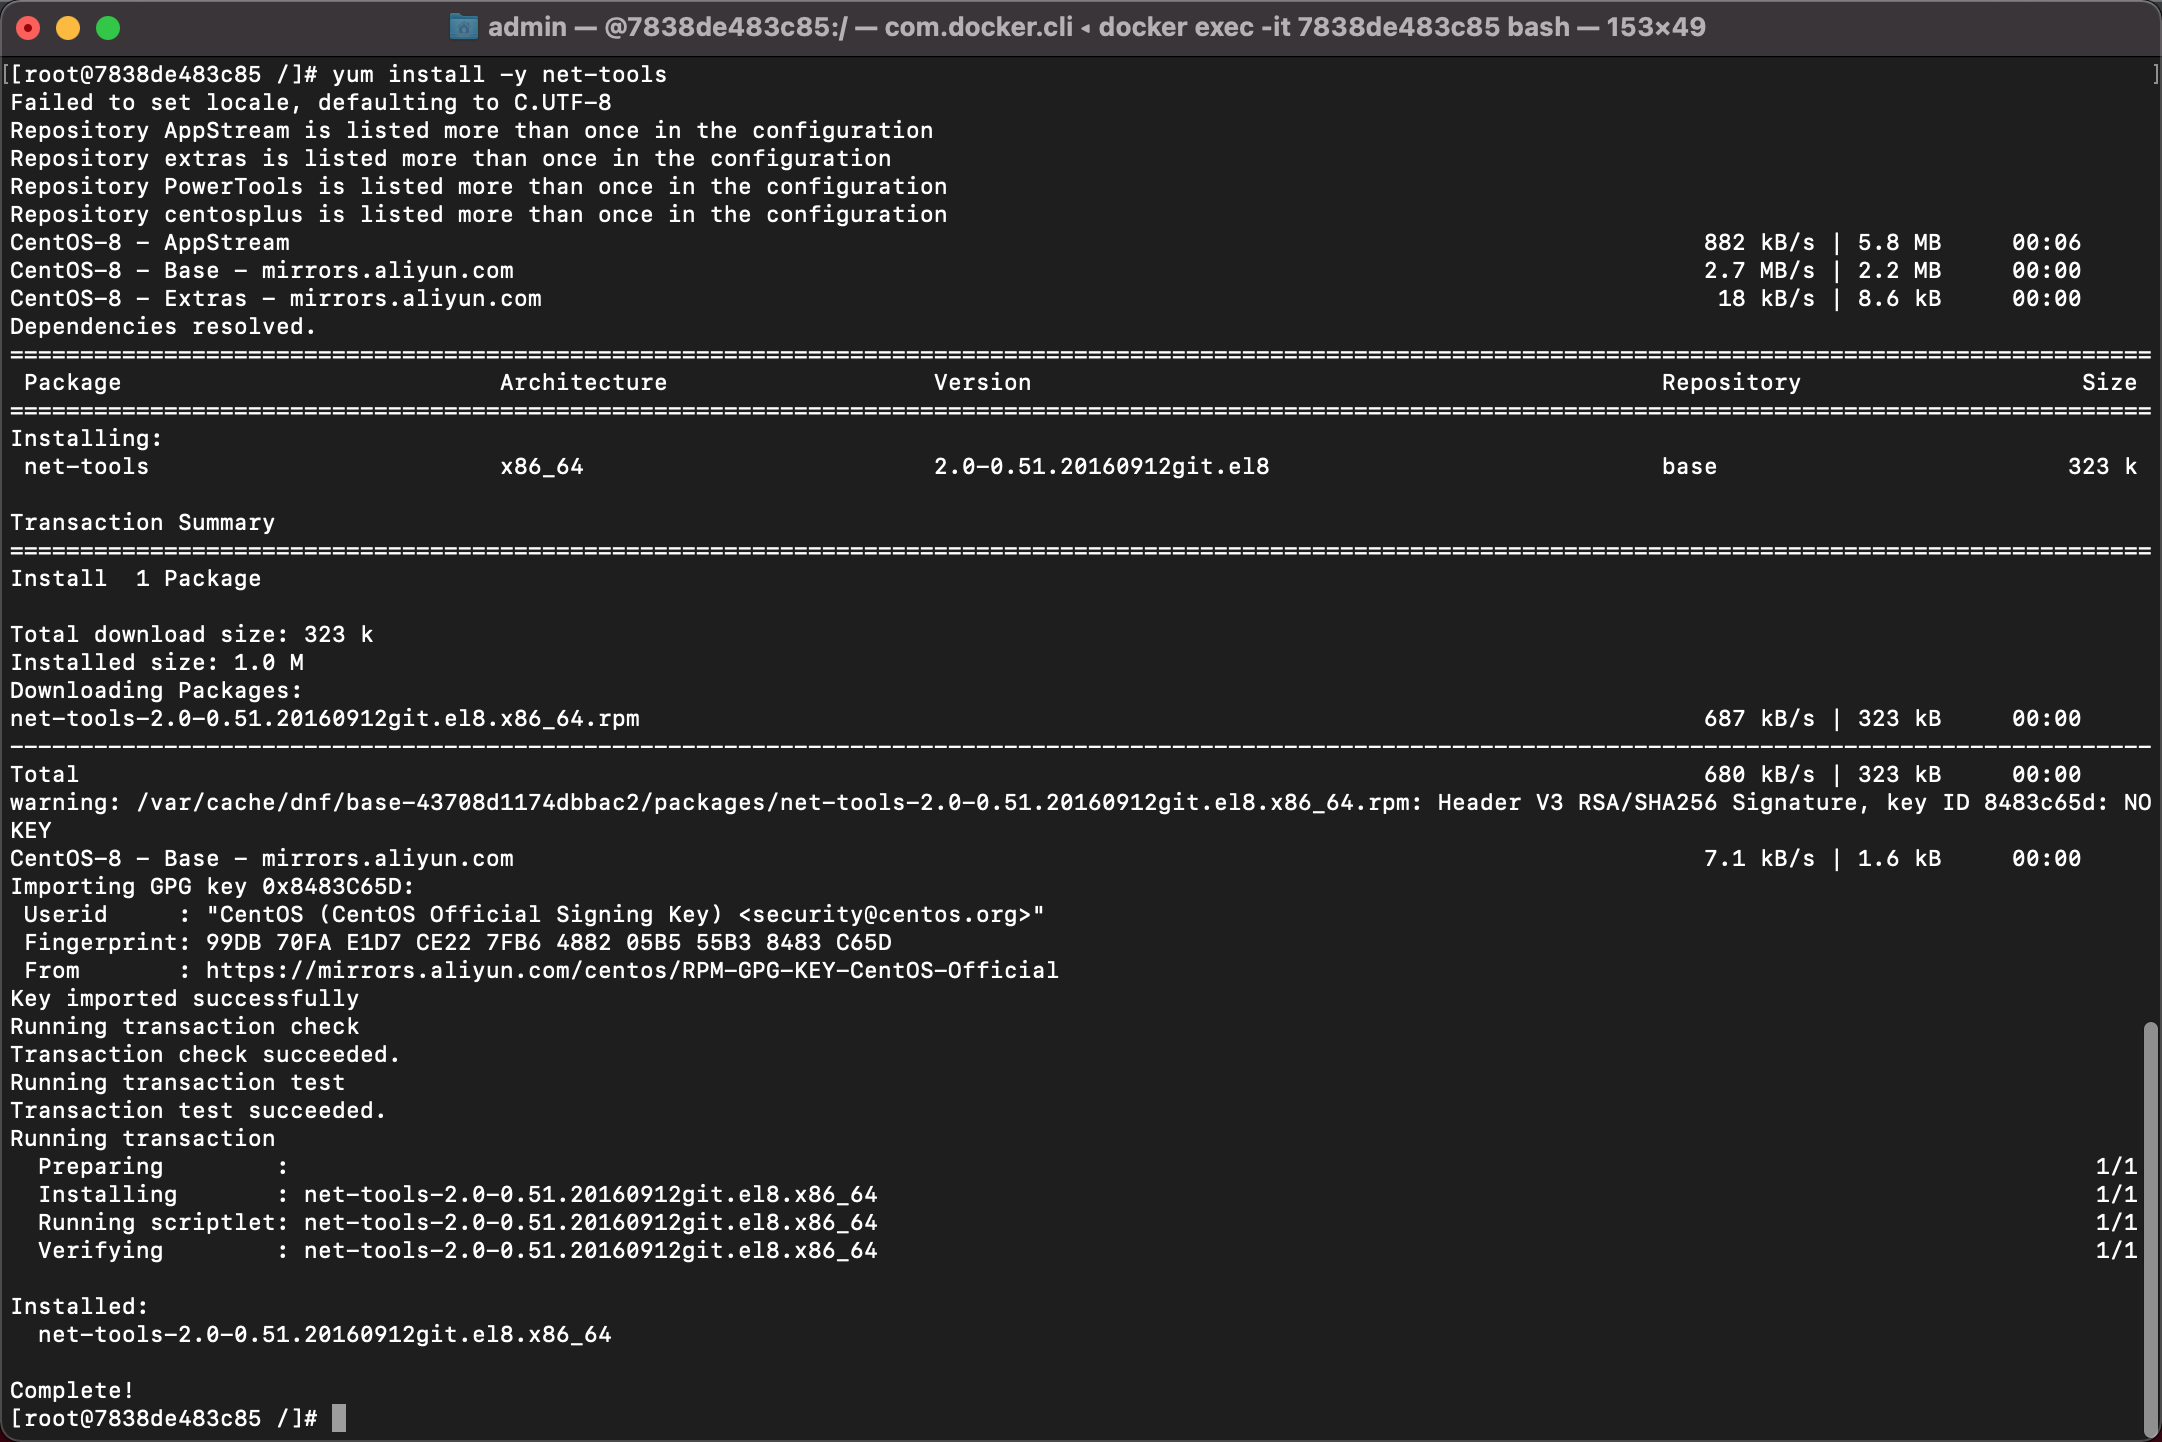 admin — @7838de483c85:/ — com.docker.cli ◂ docker exec -it 7838de483c85 bash — 153×49
[[root@7838de483c85 /]# yum install -y net-tools ]
Failed to set locale, defaulting to C.UTF-8
Repository AppStream is listed more than once in the configuration
Repository extras is listed more than once in the configuration
Repository PowerTools is listed more than once in the configuration
Repository centosplus is listed more than once in the configuration
CentOS-8 - AppStream 882 kB/s | 5.8 MB 00:06
CentOS-8 - Base - mirrors.aliyun.com 2.7 MB/s | 2.2 MB 00:00
CentOS-8 - Extras - mirrors.aliyun.com 18 kB/s | 8.6 kB 00:00
Dependencies resolved.
=========================================================================================================================================================
Package Architecture Version Repository Size
=========================================================================================================================================================
Installing:
net-tools x86_64 2.0-0.51.20160912git.el8 base 323 k
Transaction Summary
=========================================================================================================================================================
Install 1 Package
Total download size: 323 k
Installed size: 1.0 M
Downloading Packages:
net-tools-2.0-0.51.20160912git.el8.x86_64.rpm 687 kB/s | 323 kB 00:00
---------------------------------------------------------------------------------------------------------------------------------------------------------
Total 680 kB/s | 323 kB 00:00
warning: /var/cache/dnf/base-43708d1174dbbac2/packages/net-tools-2.0-0.51.20160912git.el8.x86_64.rpm: Header V3 RSA/SHA256 Signature, key ID 8483c65d: NO
KEY
CentOS-8 - Base - mirrors.aliyun.com 7.1 kB/s | 1.6 kB 00:00
Importing GPG key 0x8483C65D:
Userid : "CentOS (CentOS Official Signing Key) <security@centos.org>"
Fingerprint: 99DB 70FA E1D7 CE22 7FB6 4882 05B5 55B3 8483 C65D
From : https://mirrors.aliyun.com/centos/RPM-GPG-KEY-CentOS-Official
Key imported successfully
Running transaction check
Transaction check succeeded.
Running transaction test
Transaction test succeeded.
Running transaction
Preparing : 1/1
Installing : net-tools-2.0-0.51.20160912git.el8.x86_64 1/1
Running scriptlet: net-tools-2.0-0.51.20160912git.el8.x86_64 1/1
Verifying : net-tools-2.0-0.51.20160912git.el8.x86_64 1/1
Installed:
net-tools-2.0-0.51.20160912git.el8.x86_64
Complete!
[root@7838de483c85 /]#